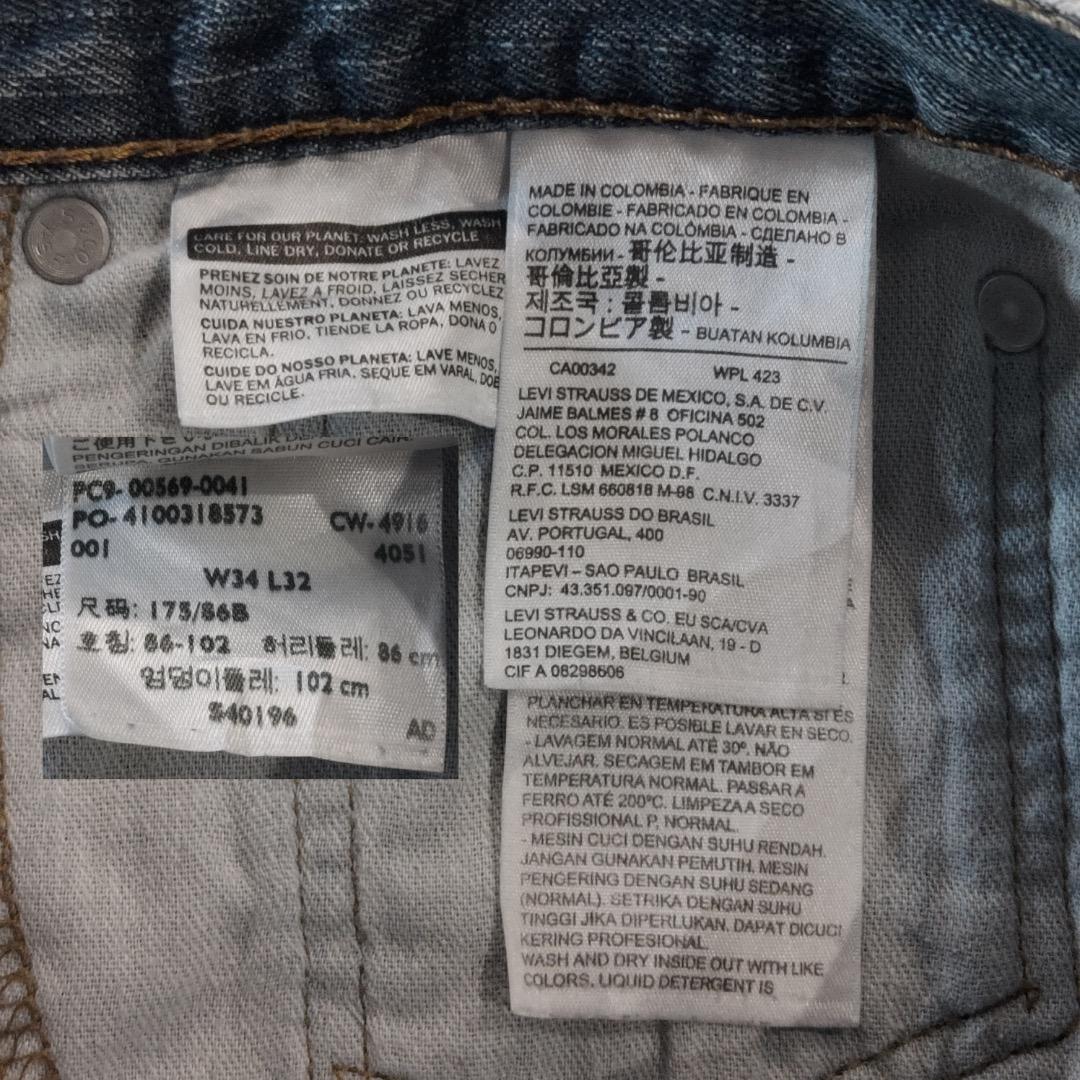 CARE FOR OUR PLANET: WASH LESS, WASH
COLD, LINE DRY, DONATE OR RECYCLE
PRENEZ SOIN DE NOTRE PLANETE: LAVEZ
MOINS, LAVEZ A FROID, LAISSEZ SECHER
NATURELLEMENT, DONNEZ OU RECYCLEZ
CUIDA NUESTRO PLANETA: LAVA MENOS,
LAVA EN FRIO, TIENDE LA ROPA, DONA O
RECICLA.
CUIDE DO NOSSO PLANETA: LAVE MENOS,
LAVE EM ÁGUA FRIA, SEQUE EM VARAL, DOE
OU RECICLE.
MADE IN COLOMBIA - FABRIQUE EN
COLOMBIE - FABRICADO EN COLOMBIA -
FABRICADO NA COLÔMBIA - СДЕЛАНО В
КОЛУМБИИ - 哥伦比亚制造 -
哥倫比亞製 -
제조국 : 콜롬비아 -
コロンビア製 - BUATAN KOLUMBIA
CA00342 WPL 423
LEVI STRAUSS DE MEXICO, S.A. DE C.V.
JAIME BALMES # 8 OFICINA 502
COL. LOS MORALES POLANCO
DELEGACION MIGUEL HIDALGO
C.P. 11510 MEXICO D.F.
R.F.C. LSM 660818 M-98 C.N.I.V. 3337
LEVI STRAUSS DO BRASIL
AV. PORTUGAL, 400
06990-110
ITAPEVI – SAO PAULO BRASIL
CNPJ: 43.351.097/0001-90
LEVI STRAUSS & CO. EU SCA/CVA
LEONARDO DA VINCILAAN, 19 - D
1831 DIEGEM, BELGIUM
CIF A 08298606
PLANCHAR EN TEMPERATURA ALTA SI ES
NECESARIO. ES POSIBLE LAVAR EN SECO.
- LAVAGEM NORMAL ATÉ 30º. NÃO
ALVEJAR. SECAGEM EM TAMBOR EM
TEMPERATURA NORMAL. PASSAR A
FERRO ATÉ 200ºC. LIMPEZA A SECO
PROFISSIONAL P, NORMAL.
- MESIN CUCI DENGAN SUHU RENDAH.
JANGAN GUNAKAN PEMUTIH. MESIN
PENGERING DENGAN SUHU SEDANG
(NORMAL). SETRIKA DENGAN SUHU
TINGGI JIKA DIPERLUKAN. DAPAT DICUCI
KERING PROFESIONAL.
WASH AND DRY INSIDE OUT WITH LIKE
COLORS. LIQUID DETERGENT IS
PENGERINGAN DIBALIK
SERUPA. GUNAKAN SABUN CUCI CAIR.
PC9- 00569-0041
PO- 4100318573 CW- 4916
001 4051
W34 L32
尺码: 175/86B
호칭: 86-102 허리둘레: 86 cm
엉덩이둘레: 102 cm
S40196
AD